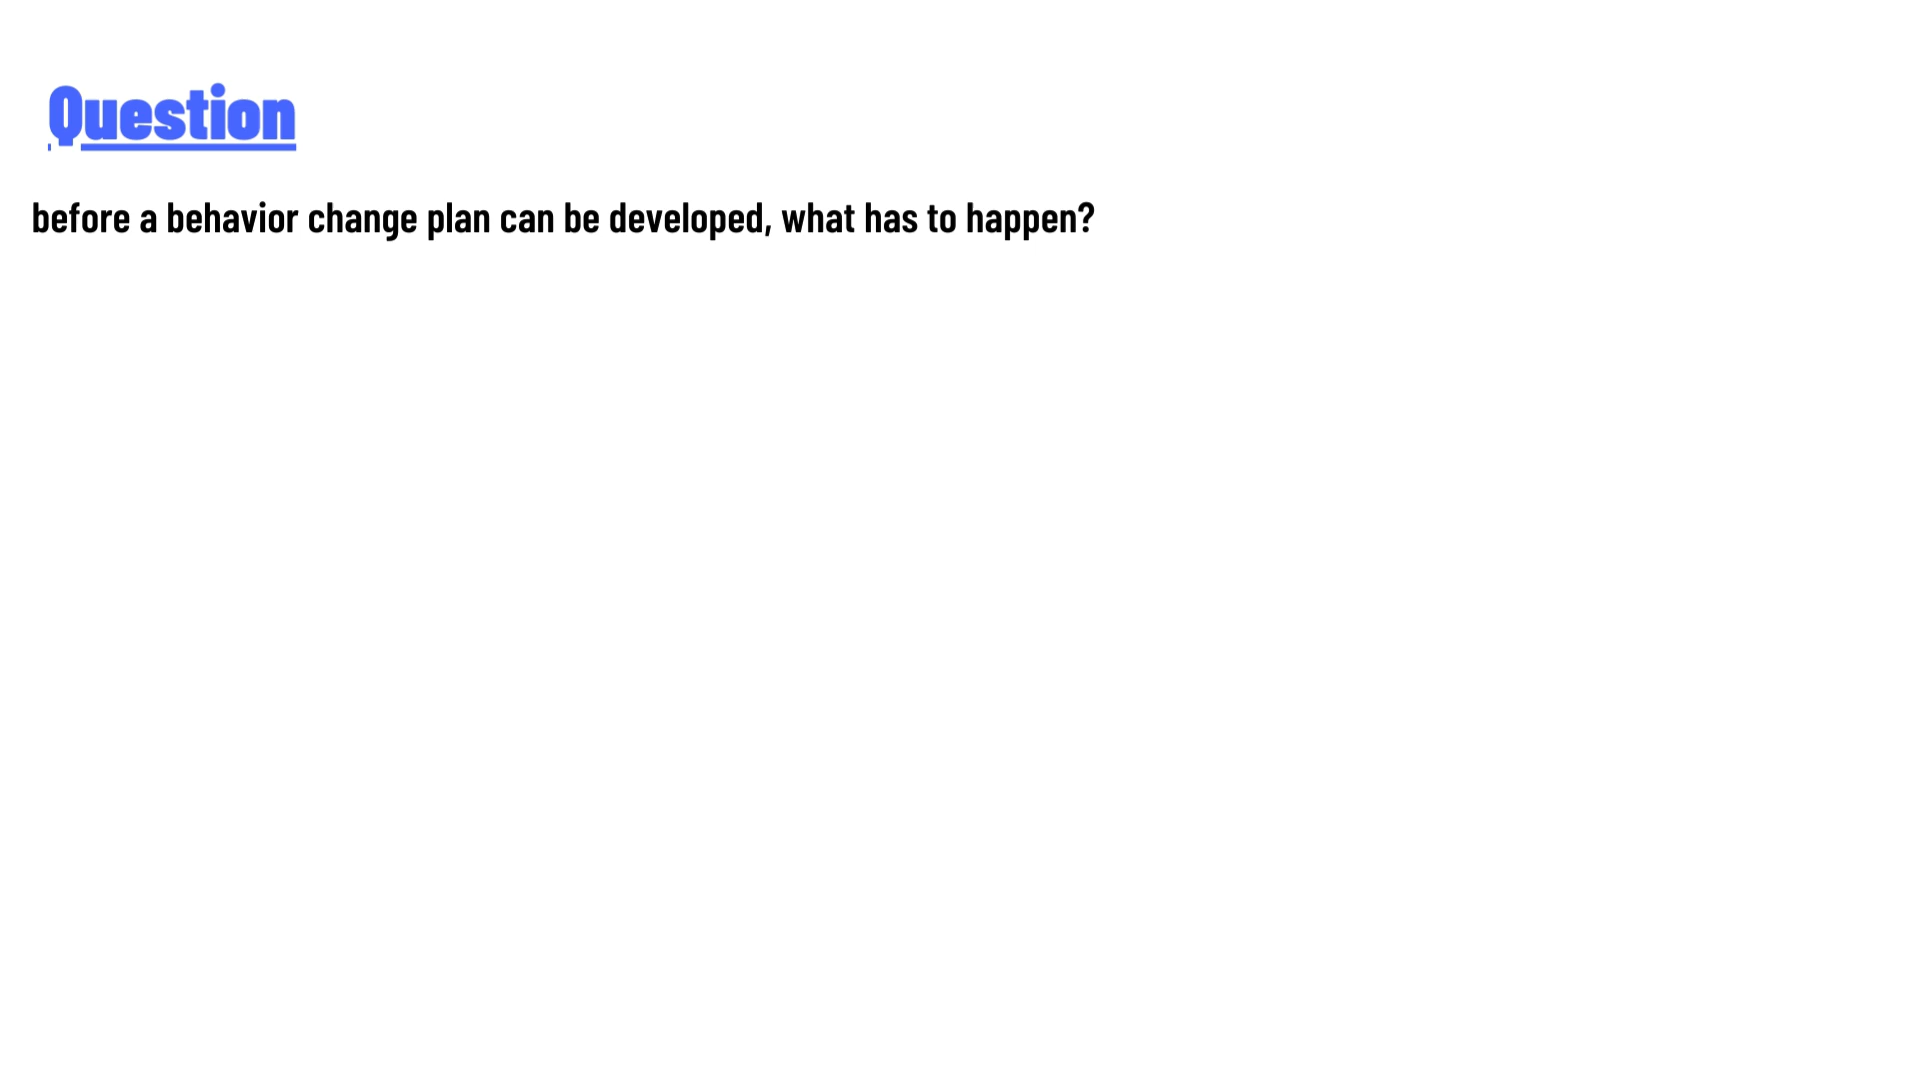 Question
before a behavior change plan can be developed, what has to happen?